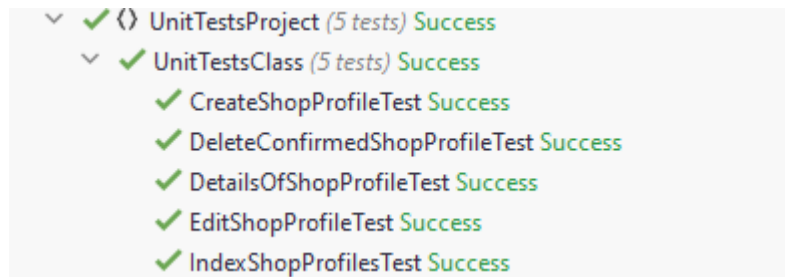 UnitTestsProject (5 tests) Success
UnitTestsClass (5 tests) Success
CreateShopProfileTest Success
DeleteConfirmedShopProfileTest Success
DetailsOfShopProfileTest Success
EditShopProfileTest Success
IndexShopProfilesTest Success